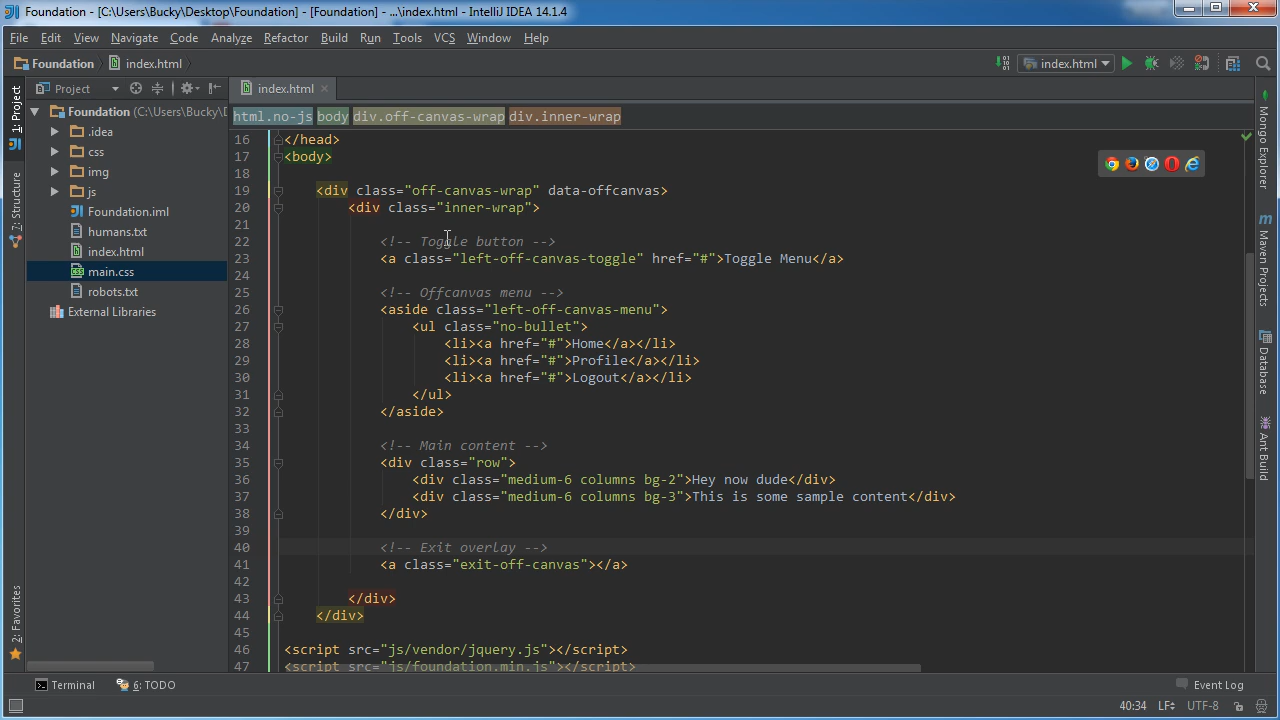 Foundation - [C:\Users\Bucky\Desktop\Foundation] - [Foundation] - ...\index.html - IntelliJ IDEA 14.1.4
File Edit View Navigate Code Analyze Refactor Build Run Tools VCS Window Help
Foundation index.html index.html
Project index.html
html.no-js body div.off-canvas-wrap div.inner-wrap
1: Project
7: Structure
2: Favorites
Foundation (C:\Users\Bucky\D
.idea
css
img
js
Foundation.iml
humans.txt
index.html
main.css
robots.txt
External Libraries
16 </head>
17 <body>
18
19 <div class="off-canvas-wrap" data-offcanvas>
20 <div class="inner-wrap">
21
22 <!-- Toggle button -->
23 <a class="left-off-canvas-toggle" href="#">Toggle Menu</a>
24
25 <!-- Offcanvas menu -->
26 <aside class="left-off-canvas-menu">
27 <ul class="no-bullet">
28 <li><a href="#">Home</a></li>
29 <li><a href="#">Profile</a></li>
30 <li><a href="#">Logout</a></li>
31 </ul>
32 </aside>
33
34 <!-- Main content -->
35 <div class="row">
36 <div class="medium-6 columns bg-2">Hey now dude</div>
37 <div class="medium-6 columns bg-3">This is some sample content</div>
38 </div>
39
40 <!-- Exit overlay -->
41 <a class="exit-off-canvas"></a>
42
43 </div>
44 </div>
45
46 <script src="js/vendor/jquery.js"></script>
47 <script src="js/foundation.min.js"></script>
Mongo Explorer
Maven Projects
Database
Ant Build
Terminal 6: TODO Event Log
40:34 LF UTF-8